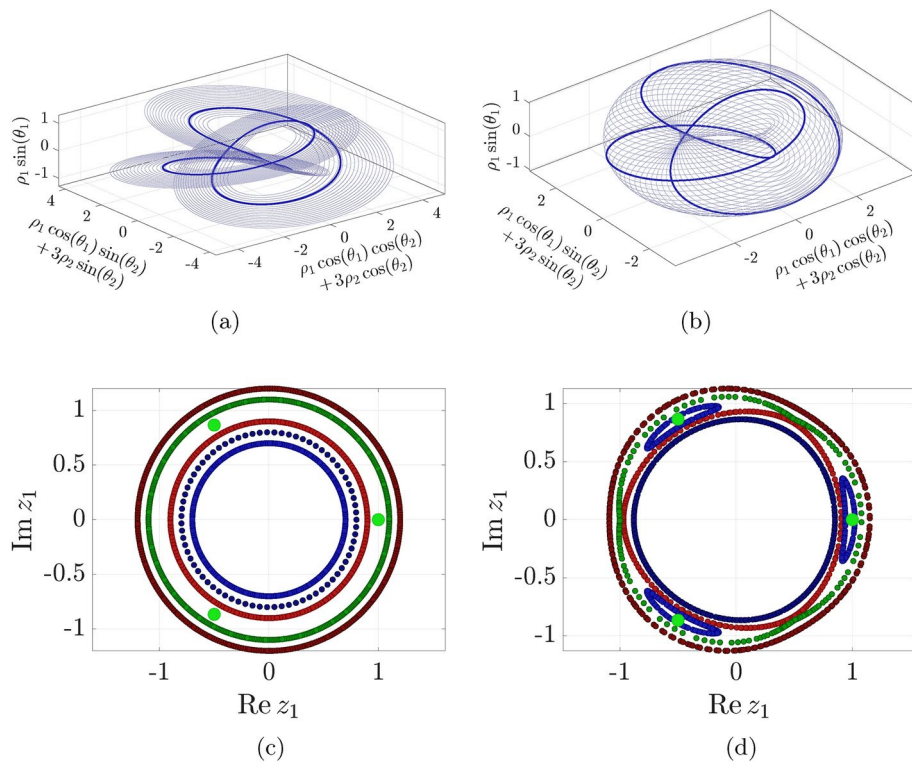 ρ₁ sin(θ₁)
1
0
-1
4
2
0
-2
-4
ρ₁ cos(θ₁) sin(θ₂)
+ 3ρ₂ sin(θ₂)
-4
-2
0
2
4
ρ₁ cos(θ₁) cos(θ₂)
+ 3ρ₂ cos(θ₂)
(a)
ρ₁ sin(θ₁)
1
0
-1
2
0
-2
ρ₁ cos(θ₁) sin(θ₂)
+ 3ρ₂ sin(θ₂)
-2
0
2
ρ₁ cos(θ₁) cos(θ₂)
+ 3ρ₂ cos(θ₂)
(b)
Im z₁
1
0.5
0
-0.5
-1
-1
0
1
Re z₁
(c)
Im z₁
1
0.5
0
-0.5
-1
-1
0
1
Re z₁
(d)